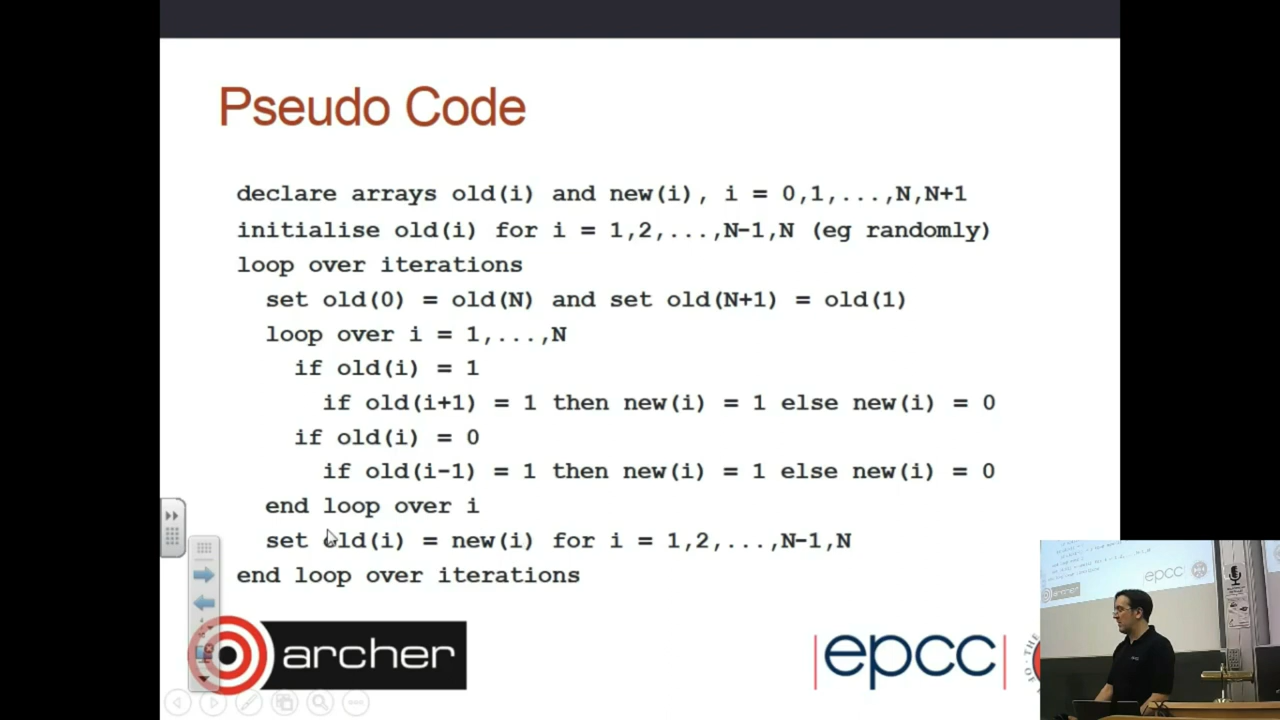 Pseudo Code
declare arrays old(i) and new(i), i = 0,1,...,N,N+1
initialise old(i) for i = 1,2,...,N-1,N (eg randomly)
loop over iterations
set old(0) = old(N) and set old(N+1) = old(1)
loop over i = 1,...,N
if old(i) = 1
if old(i+1) = 1 then new(i) = 1 else new(i) = 0
if old(i) = 0
if old(i-1) = 1 then new(i) = 1 else new(i) = 0
end loop over i
set old(i) = new(i) for i = 1,2,...,N-1,N
end loop over iterations
archer
epcc
epcc
archer